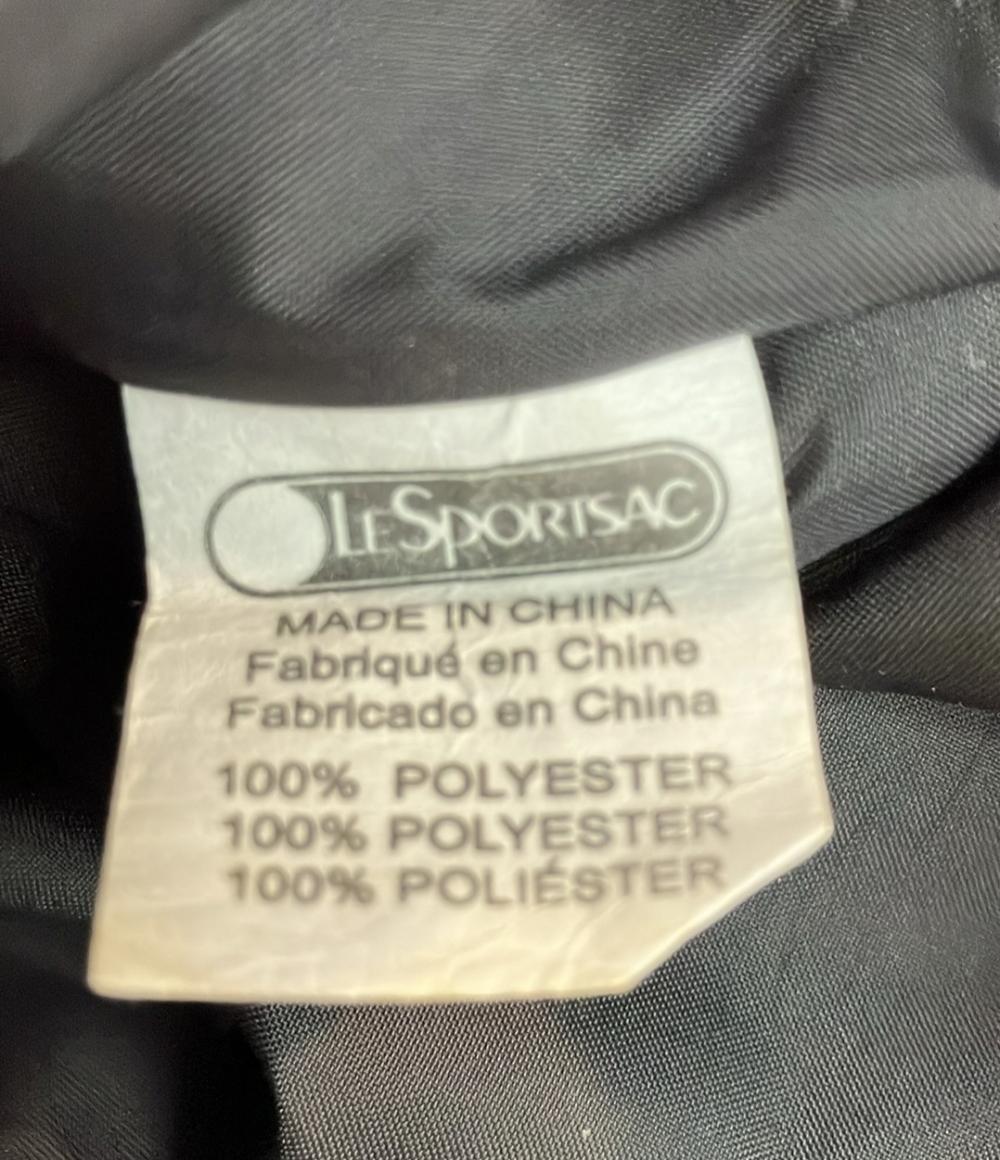 LESPORTSAC
MADE IN CHINA
Fabriqué en Chine
Fabricado en China
100% POLYESTER
100% POLYESTER
100% POLIÉSTER